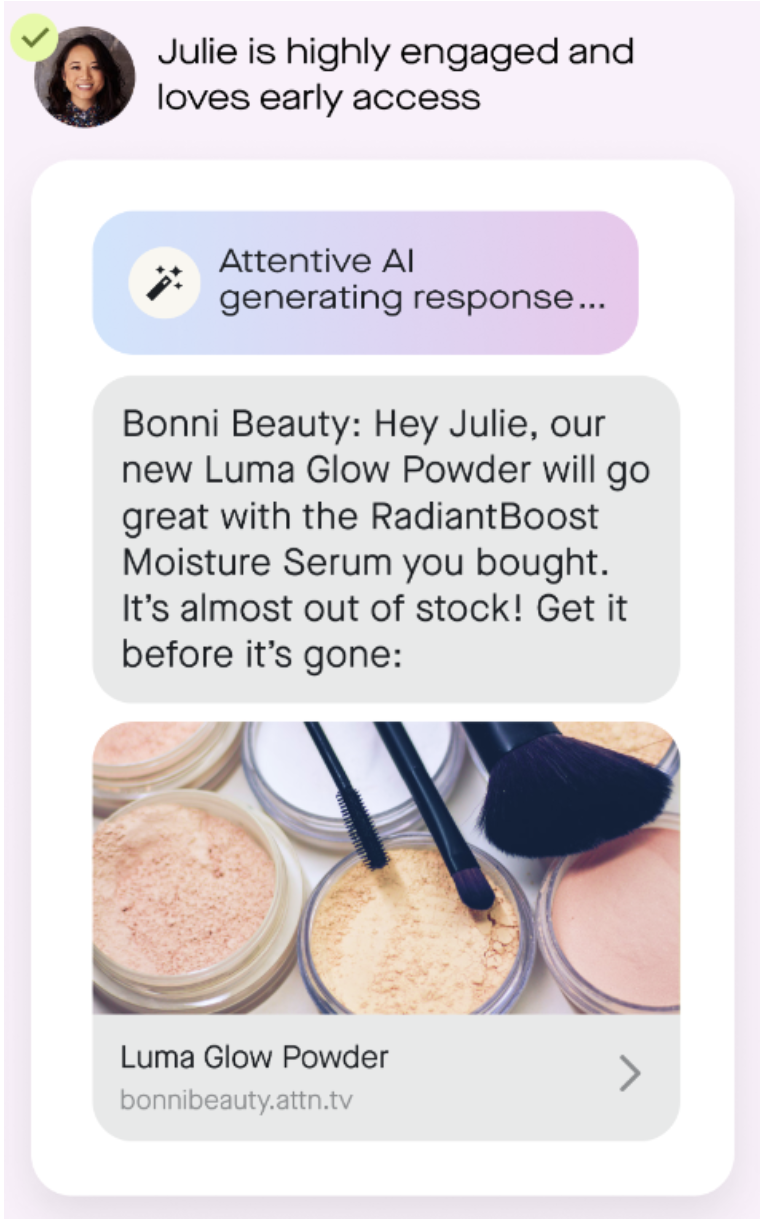 Julie is highly engaged and
loves early access
Attentive AI
generating response...
Bonni Beauty: Hey Julie, our
new Luma Glow Powder will go
great with the RadiantBoost
Moisture Serum you bought.
It’s almost out of stock! Get it
before it’s gone:
Luma Glow Powder
bonnibeauty.attn.tv